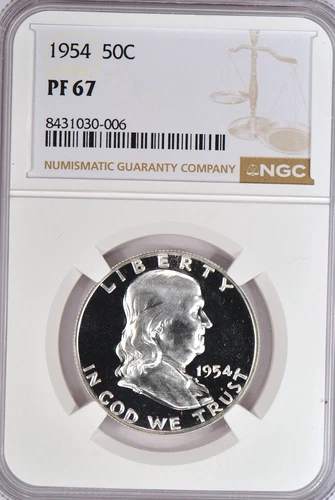 1954 50C
PF 67
8431030-006
NUMISMATIC GUARANTY COMPANY NGC
LIBERTY
1954
IN GOD WE TRUST